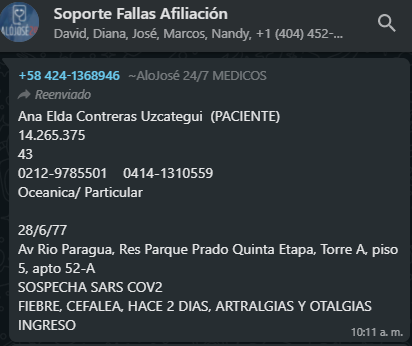 Soporte Fallas Afiliación
David, Diana, José, Marcos, Nandy, +1 (404) 452-...
+58 424-1368946 ~AloJosé 24/7 MEDICOS
Reenviado
Ana Elda Contreras Uzcategui (PACIENTE)
14.265.375
43
0212-9785501 0414-1310559
Oceanica/ Particular
28/6/77
Av Rio Paragua, Res Parque Prado Quinta Etapa, Torre A, piso
5, apto 52-A
SOSPECHA SARS COV2
FIEBRE, CEFALEA, HACE 2 DIAS, ARTRALGIAS Y OTALGIAS
INGRESO
10:11 a. m.